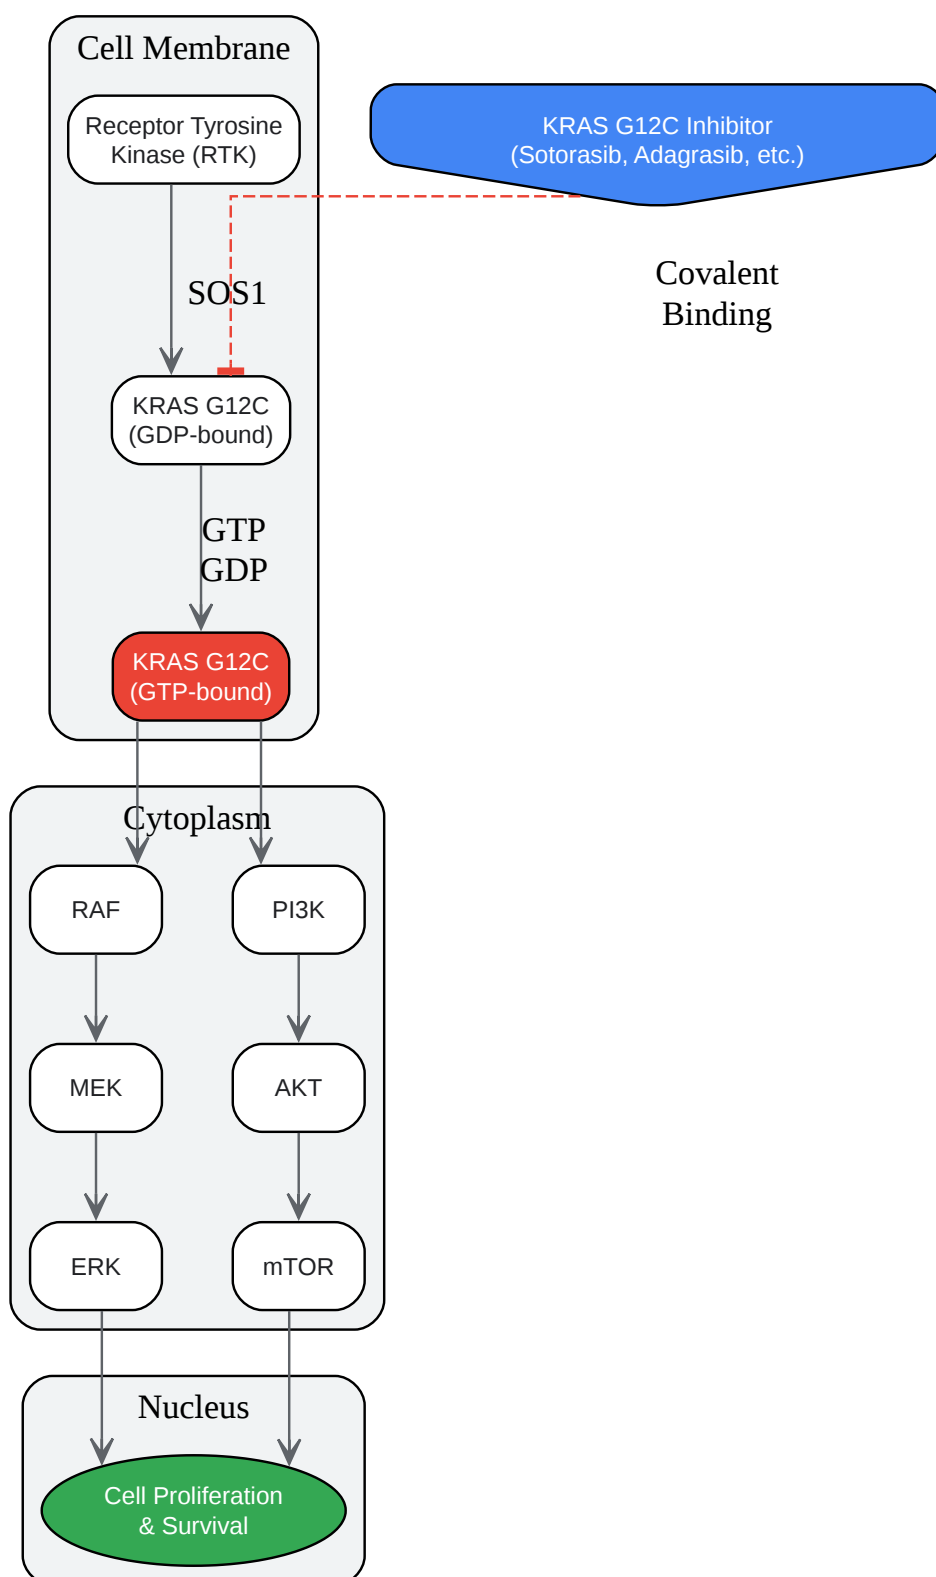 Cell Membrane
Receptor Tyrosine
Kinase (RTK)
KRAS G12C Inhibitor
(Sotorasib, Adagrasib, etc.)
SOS1
Covalent
Binding
KRAS G12C
(GDP-bound)
GTP
GDP
KRAS G12C
(GTP-bound)
Cytoplasm
RAF
PI3K
MEK
AKT
ERK
mTOR
Nucleus
Cell Proliferation
& Survival